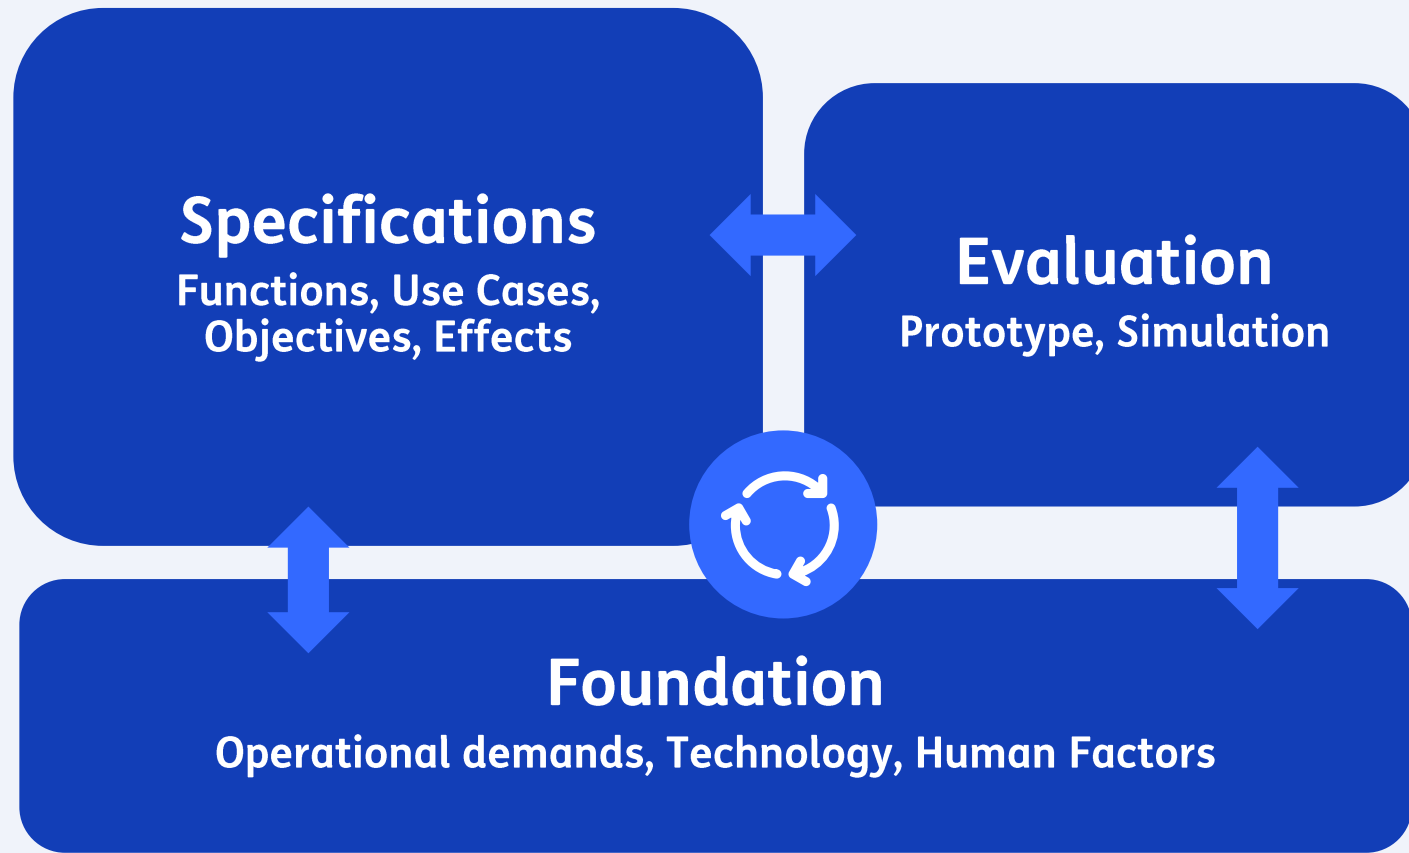 Specifications
Functions, Use Cases,
Objectives, Effects
Evaluation
Prototype, Simulation
Foundation
Operational demands, Technology, Human Factors